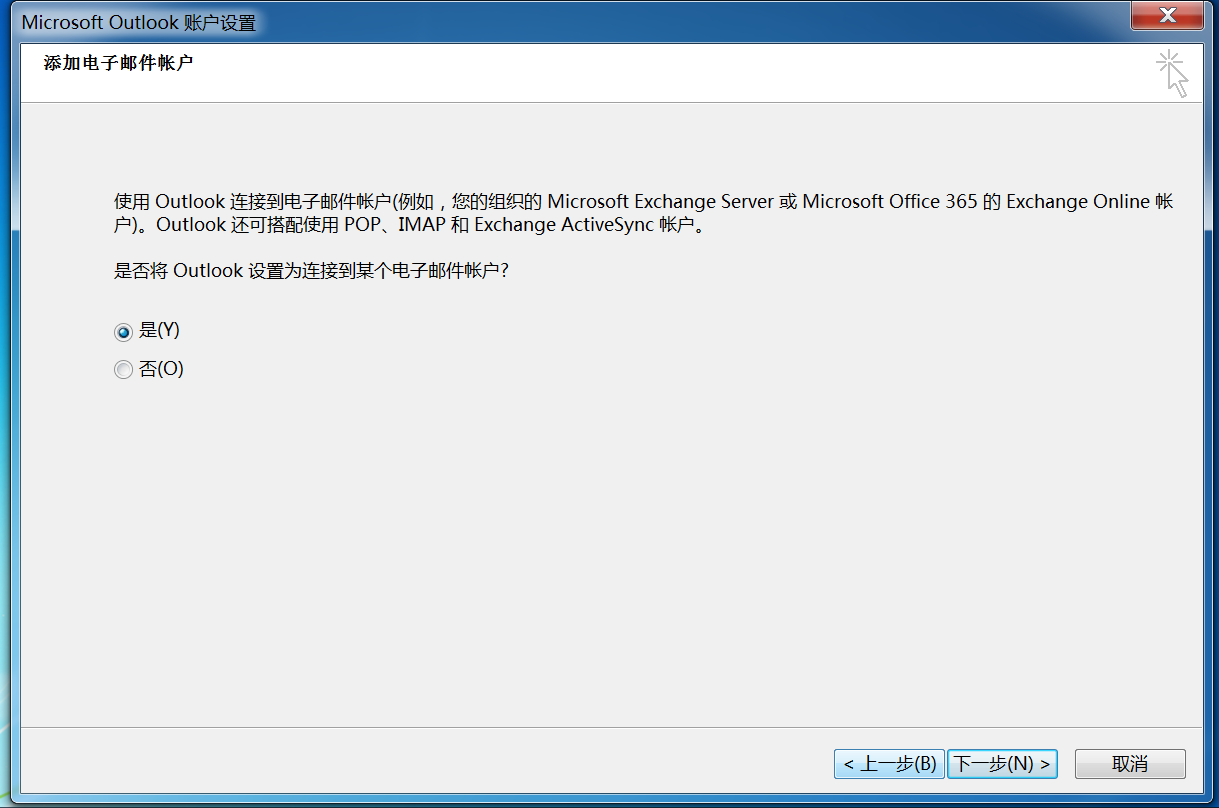 Microsoft Outlook 账户设置
添加电子邮件帐户
使用 Outlook 连接到电子邮件帐户(例如，您的组织的 Microsoft Exchange Server 或 Microsoft Office 365 的 Exchange Online 帐
户)。Outlook 还可搭配使用 POP、IMAP 和 Exchange ActiveSync 帐户。
是否将 Outlook 设置为连接到某个电子邮件帐户?
是(Y)
否(O)
< 上一步(B) 下一步(N) > 取消